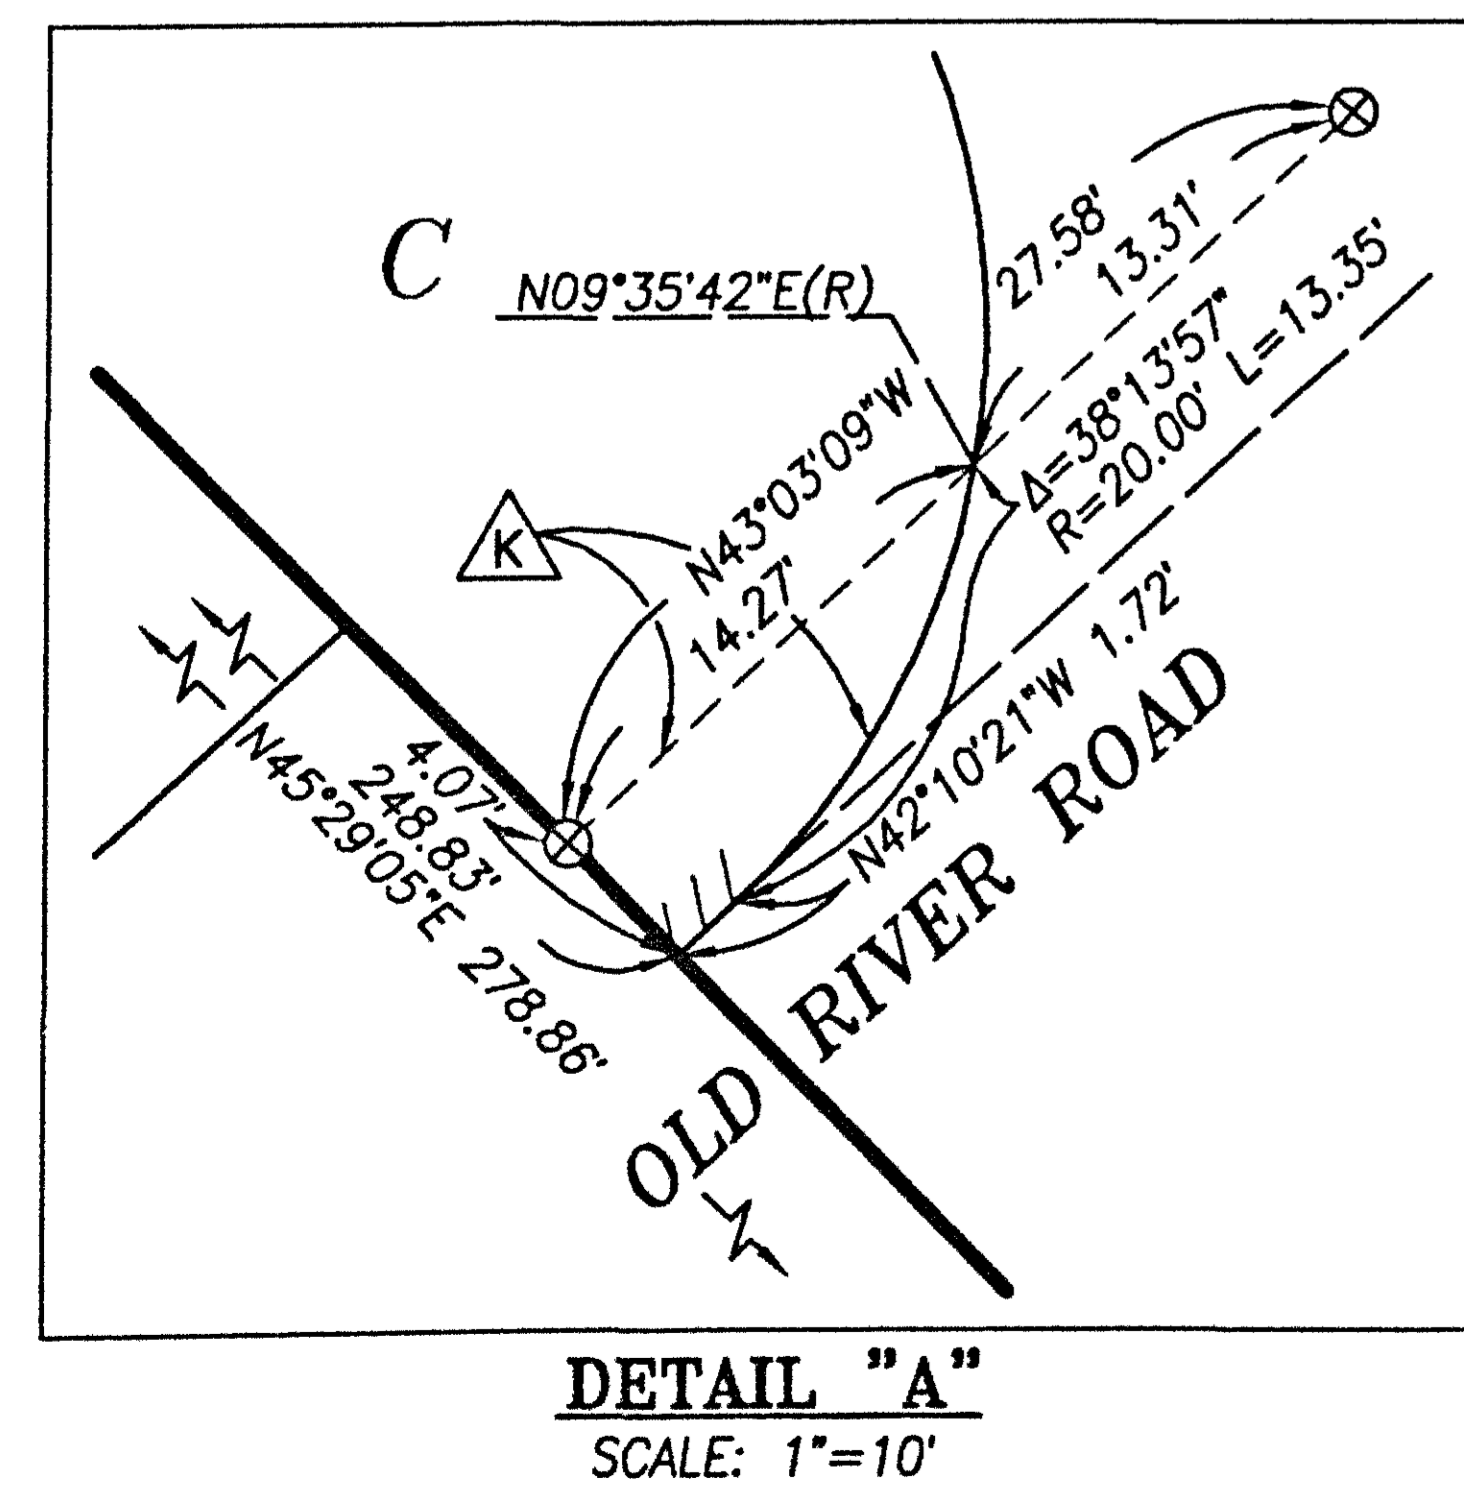 C
N09°35'42"E(R)
27.58'
13.31'
Δ=38°13'57"
R=20.00' L=13.35'
N43°03'09"W
14.27'
K
N42°10'21"W 1.72'
4.07'
248.83'
N45°29'05"E 278.86'
OLD RIVER ROAD
DETAIL "A"
SCALE: 1"=10'